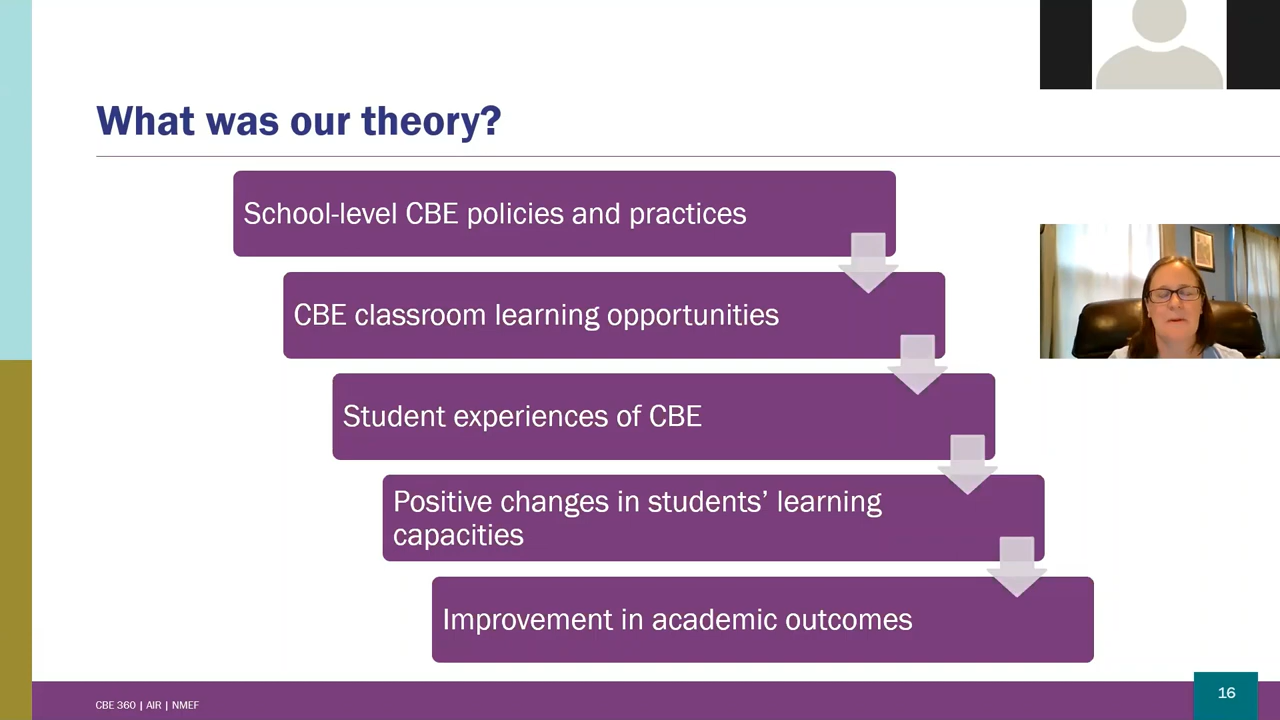 What was our theory?
School-level CBE policies and practices
CBE classroom learning opportunities
Student experiences of CBE
Positive changes in students’ learning
capacities
Improvement in academic outcomes
CBE 360 | AIR | NMEF
16